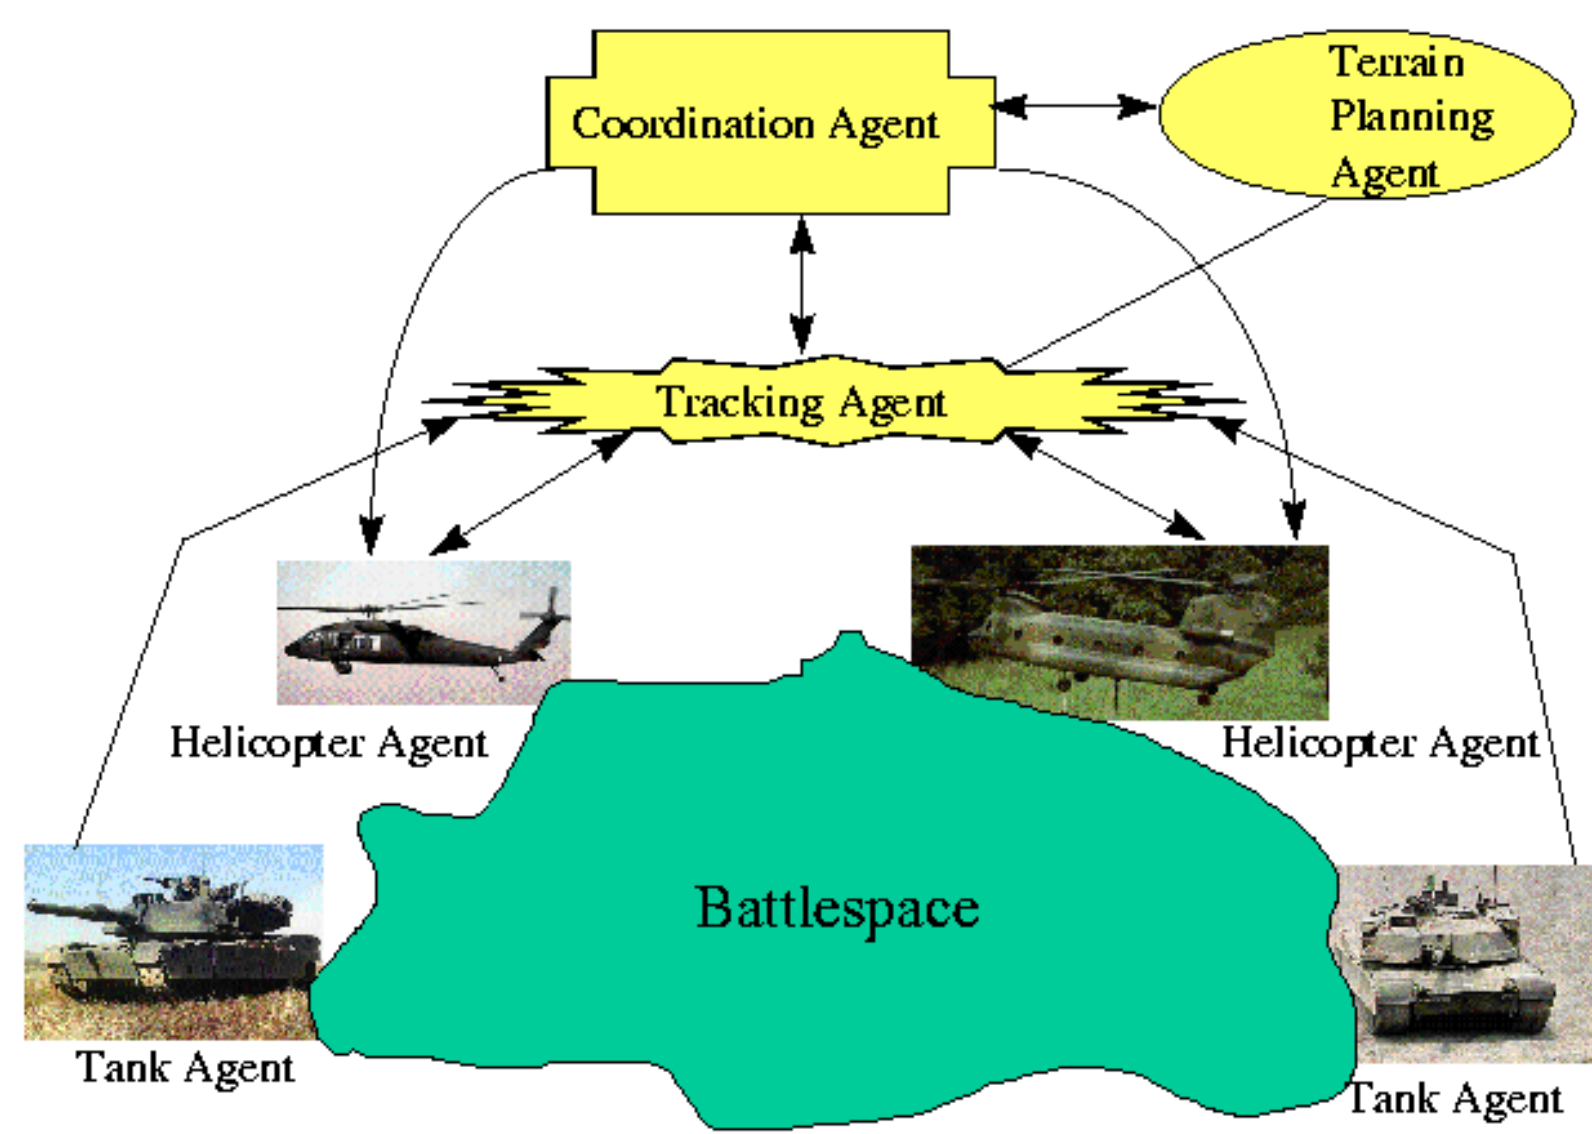 Coordination Agent
Terrain
Planning
Agent
Tracking Agent
Helicopter Agent
Helicopter Agent
Battlespace
Tank Agent
Tank Agent